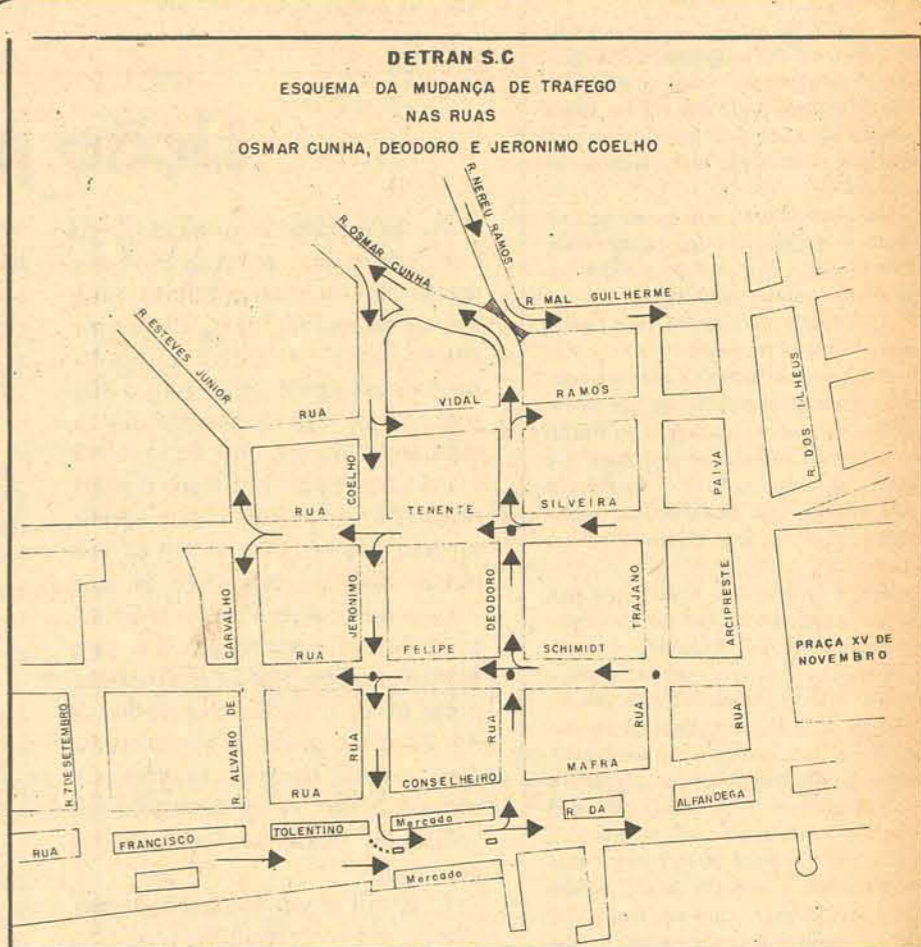 DETRAN S.C
ESQUEMA DA MUDANÇA DE TRAFEGO
NAS RUAS
OSMAR CUNHA, DEODORO E JERONIMO COELHO
R. NEREU RAMOS
R OSMAR CUNHA
R MAL GUILHERME
R. ESTEVES JUNIOR
RUA VIDAL RAMOS
R. DOS ILHEUS
RUA TENENTE SILVEIRA
RUA JERONIMO COELHO
RUA DEODORO
RUA TRAJANO
RUA ARCIPRESTE PAIVA
R. ALVARO DE CARVALHO
PRAÇA XV DE
NOVEMBRO
RUA FELIPE SCHIMIDT
R 7 DE SETEMBRO
RUA CONSELHEIRO MAFRA
RUA FRANCISCO TOLENTINO
Mercado
R. DA ALFANDEGA
Mercado